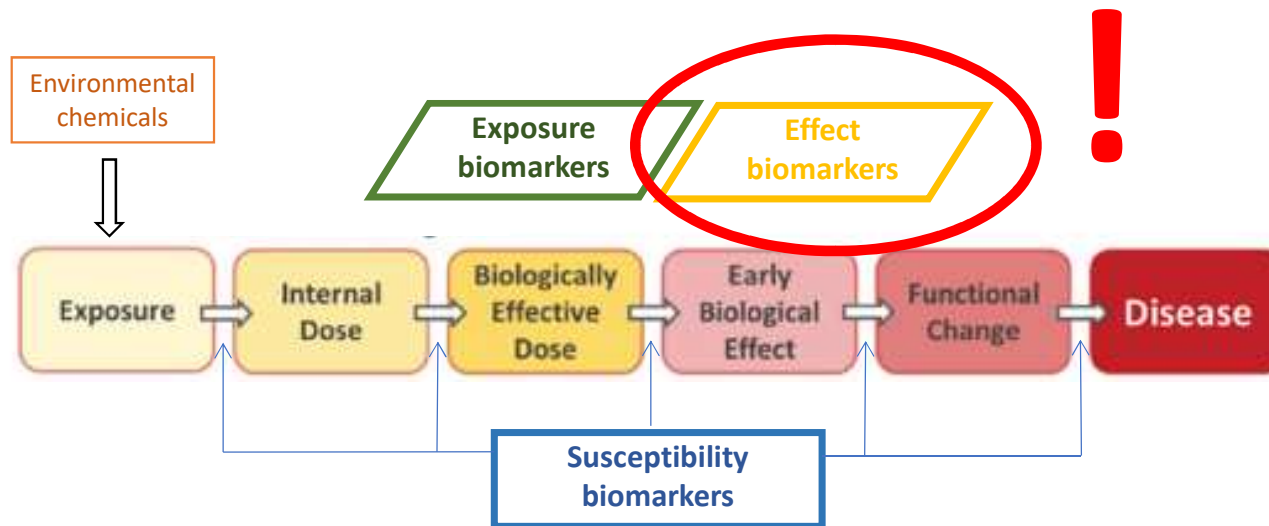 Environmental
chemicals
Exposure
biomarkers
Effect
biomarkers
!
Exposure
Internal
Dose
Biologically
Effective
Dose
Early
Biological
Effect
Functional
Change
Disease
Susceptibility
biomarkers